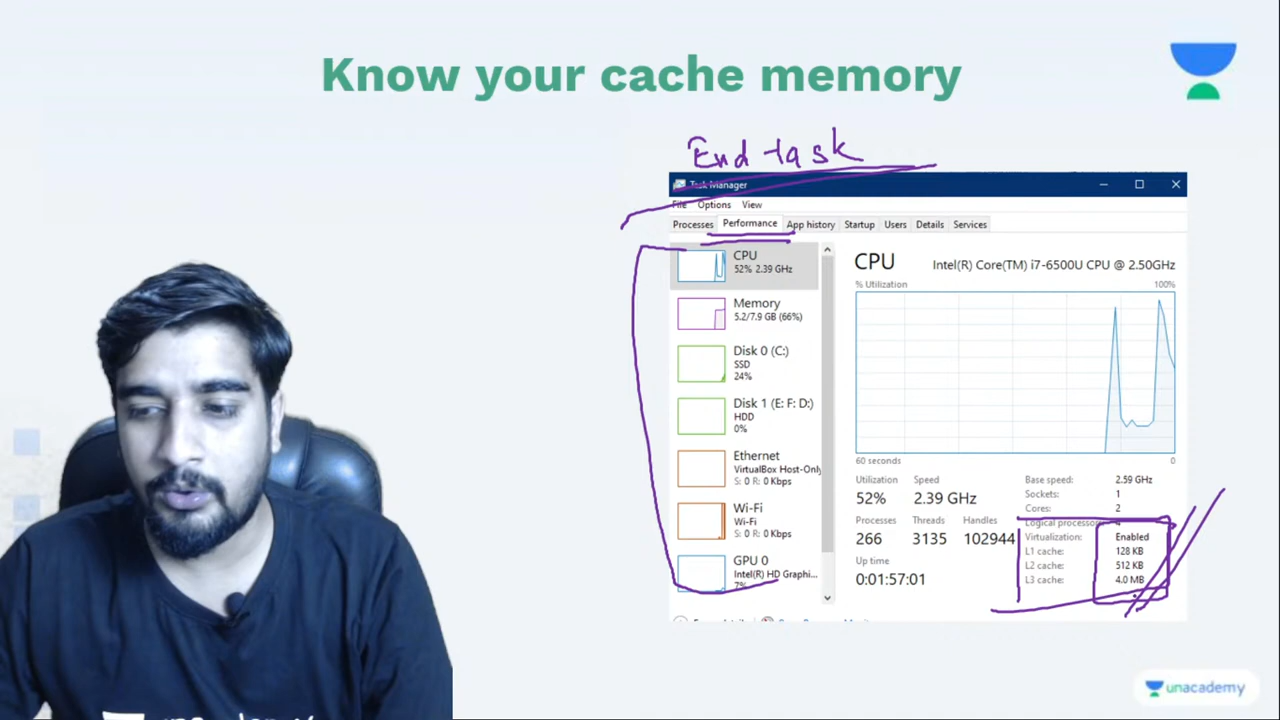 Know your cache memory
End task
Task Manager
File Options View
Processes Performance App history Startup Users Details Services
CPU
52% 2.39 GHz
Memory
5.2/7.9 GB (66%)
Disk 0 (C:)
SSD
24%
Disk 1 (E: F: D:)
HDD
0%
Ethernet
VirtualBox Host-Only
S: 0 R: 0 Kbps
Wi-Fi
Wi-Fi
S: 0 R: 0 Kbps
GPU 0
Intel(R) HD Graphi...
7%
CPU Intel(R) Core(TM) i7-6500U CPU @ 2.50GHz
% Utilization 100%
60 seconds 0
Utilization Speed
52% 2.39 GHz
Processes Threads Handles
266 3135 102944
Up time
0:01:57:01
Base speed: 2.59 GHz
Sockets: 1
Cores: 2
Logical processors: 4
Virtualization: Enabled
L1 cache: 128 KB
L2 cache: 512 KB
L3 cache: 4.0 MB
unacademy